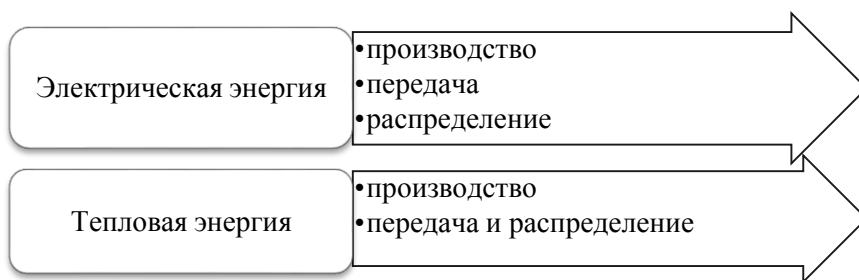 Электрическая энергия
•производство
•передача
•распределение
Тепловая энергия
•производство
•передача и распределение